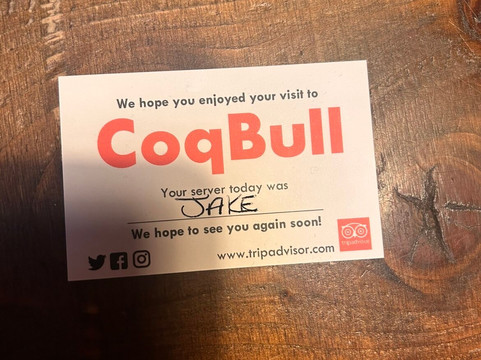 We hope you enjoyed your visit to
CoqBull
Your server today was
JAKE
We hope to see you again soon!
www.tripadvisor.com
tripadvisor